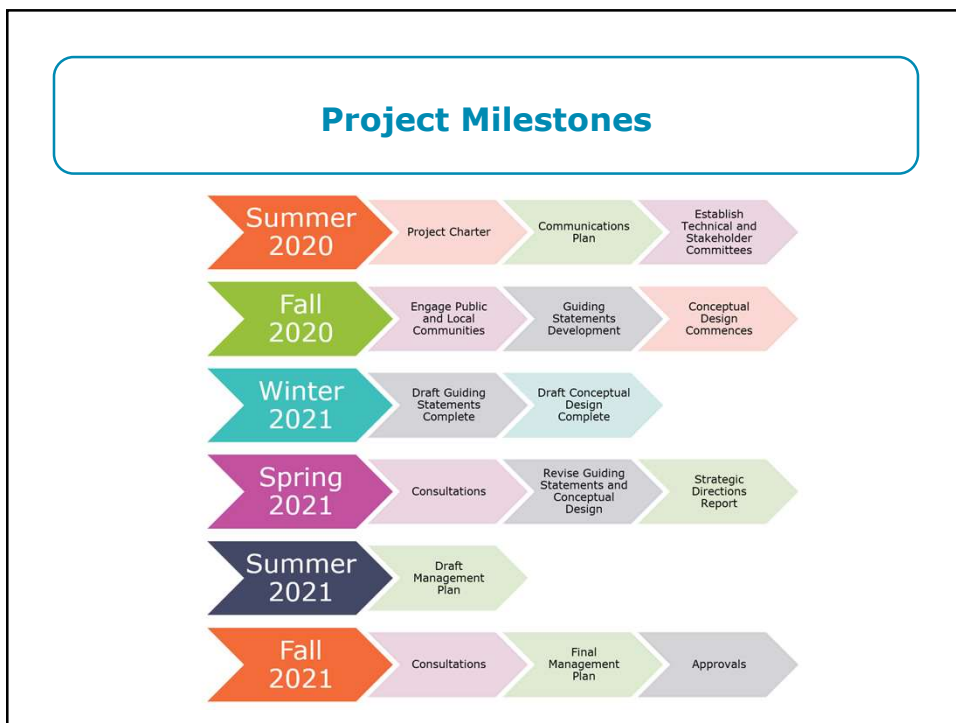 Project Milestones
Summer
2020
Project Charter
Communications
Plan
Establish
Technical and
Stakeholder
Committees
Fall
2020
Engage Public
and Local
Communities
Guiding
Statements
Development
Conceptual
Design
Commences
Winter
2021
Draft Guiding
Statements
Complete
Draft Conceptual
Design
Complete
Spring
2021
Consultations
Revise Guiding
Statements and
Conceptual
Design
Strategic
Directions
Report
Summer
2021
Draft
Management
Plan
Fall
2021
Consultations
Final
Management
Plan
Approvals